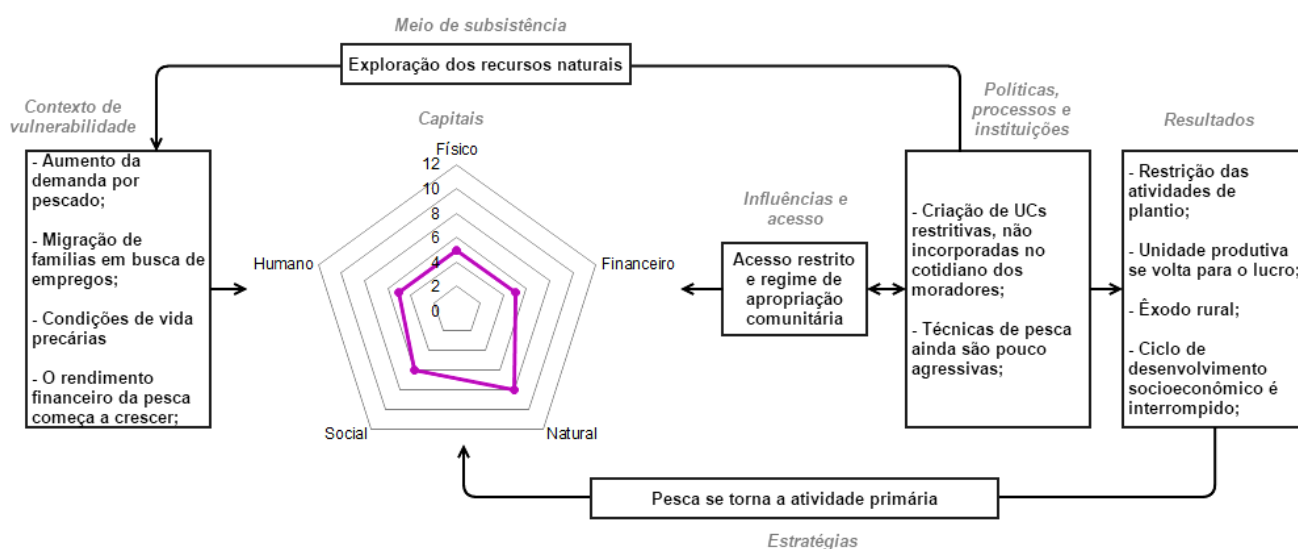 Meio de subsistência
Exploração dos recursos naturais
Contexto de
vulnerabilidade
- Aumento da
demanda por
pescado;
- Migração de
famílias em busca de
empregos;
- Condições de vida
precárias
- O rendimento
financeiro da pesca
começa a crescer;
Capitais
Físico
12
10
8
6
4
2
0
Humano
Financeiro
Social
Natural
Influências e
acesso
Acesso restrito
e regime de
apropriação
comunitária
Políticas,
processos e
instituições
- Criação de UCs
restritivas, não
incorporadas no
cotidiano dos
moradores;
- Técnicas de pesca
ainda são pouco
agressivas;
Resultados
- Restrição das
atividades de
plantio;
- Unidade produtiva
se volta para o lucro;
- Êxodo rural;
- Ciclo de
desenvolvimento
socioeconômico é
interrompido;
Pesca se torna a atividade primária
Estratégias